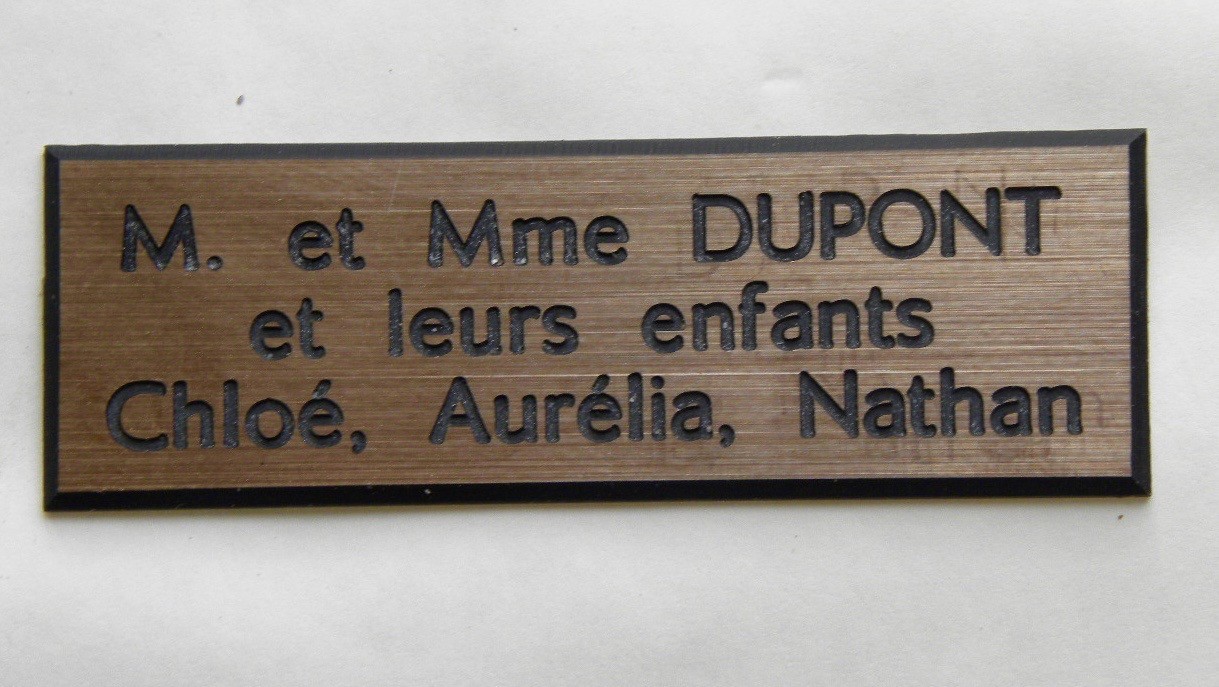 M. et Mme DUPONT
et leurs enfants
Chloé, Aurélia, Nathan